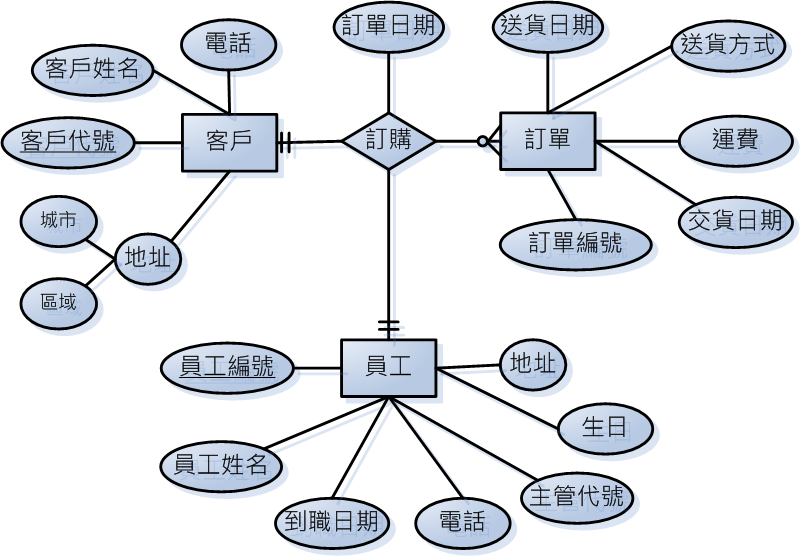 訂單日期
送貨日期
電話
送貨方式
客戶姓名
客戶代號
客戶
訂購
訂單
運費
城市
交貨日期
地址
訂單編號
區域
員工編號
員工
地址
生日
員工姓名
主管代號
到職日期
電話